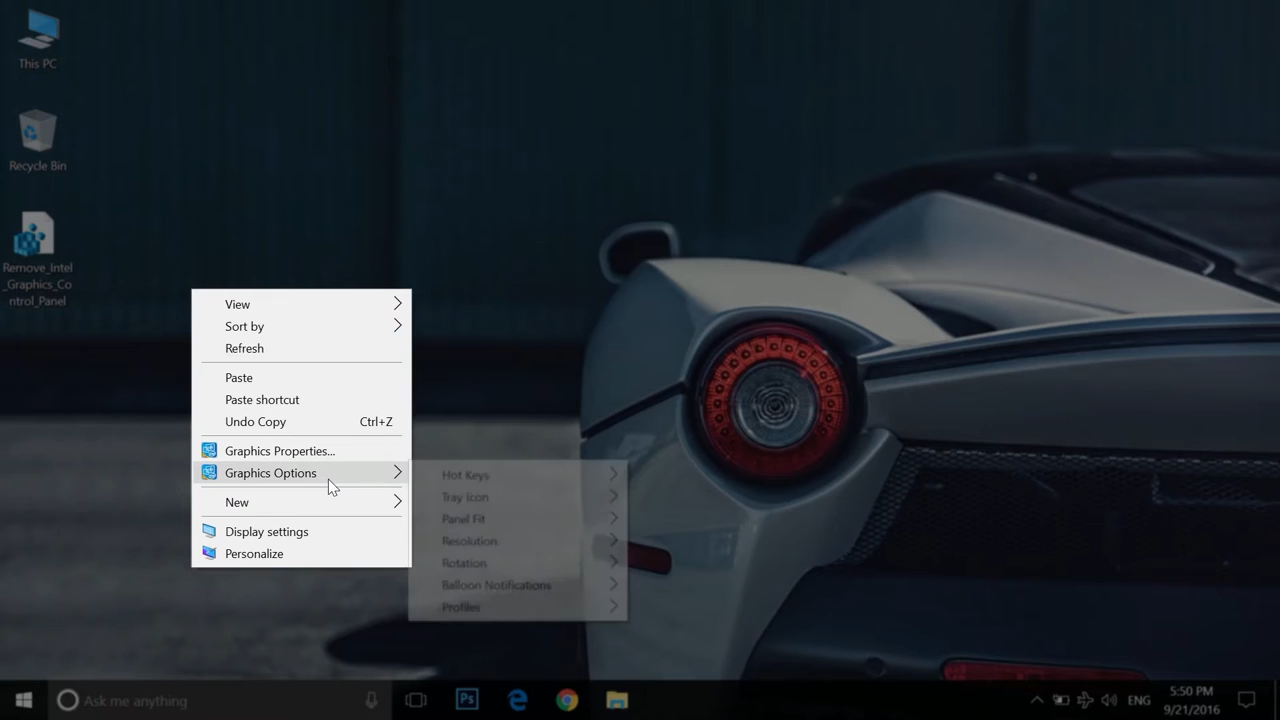 This PC
Recycle Bin
Remove_Intel
_Graphics_Co
ntrol_Panel
View
Sort by
Refresh
Paste
Paste shortcut
Undo Copy Ctrl+Z
Graphics Properties...
Graphics Options
New
Display settings
Personalize
Hot Keys
Tray Icon
Panel Fit
Resolution
Rotation
Balloon Notifications
Profiles
Ask me anything
Ps
ENG
5:50 PM
9/21/2016